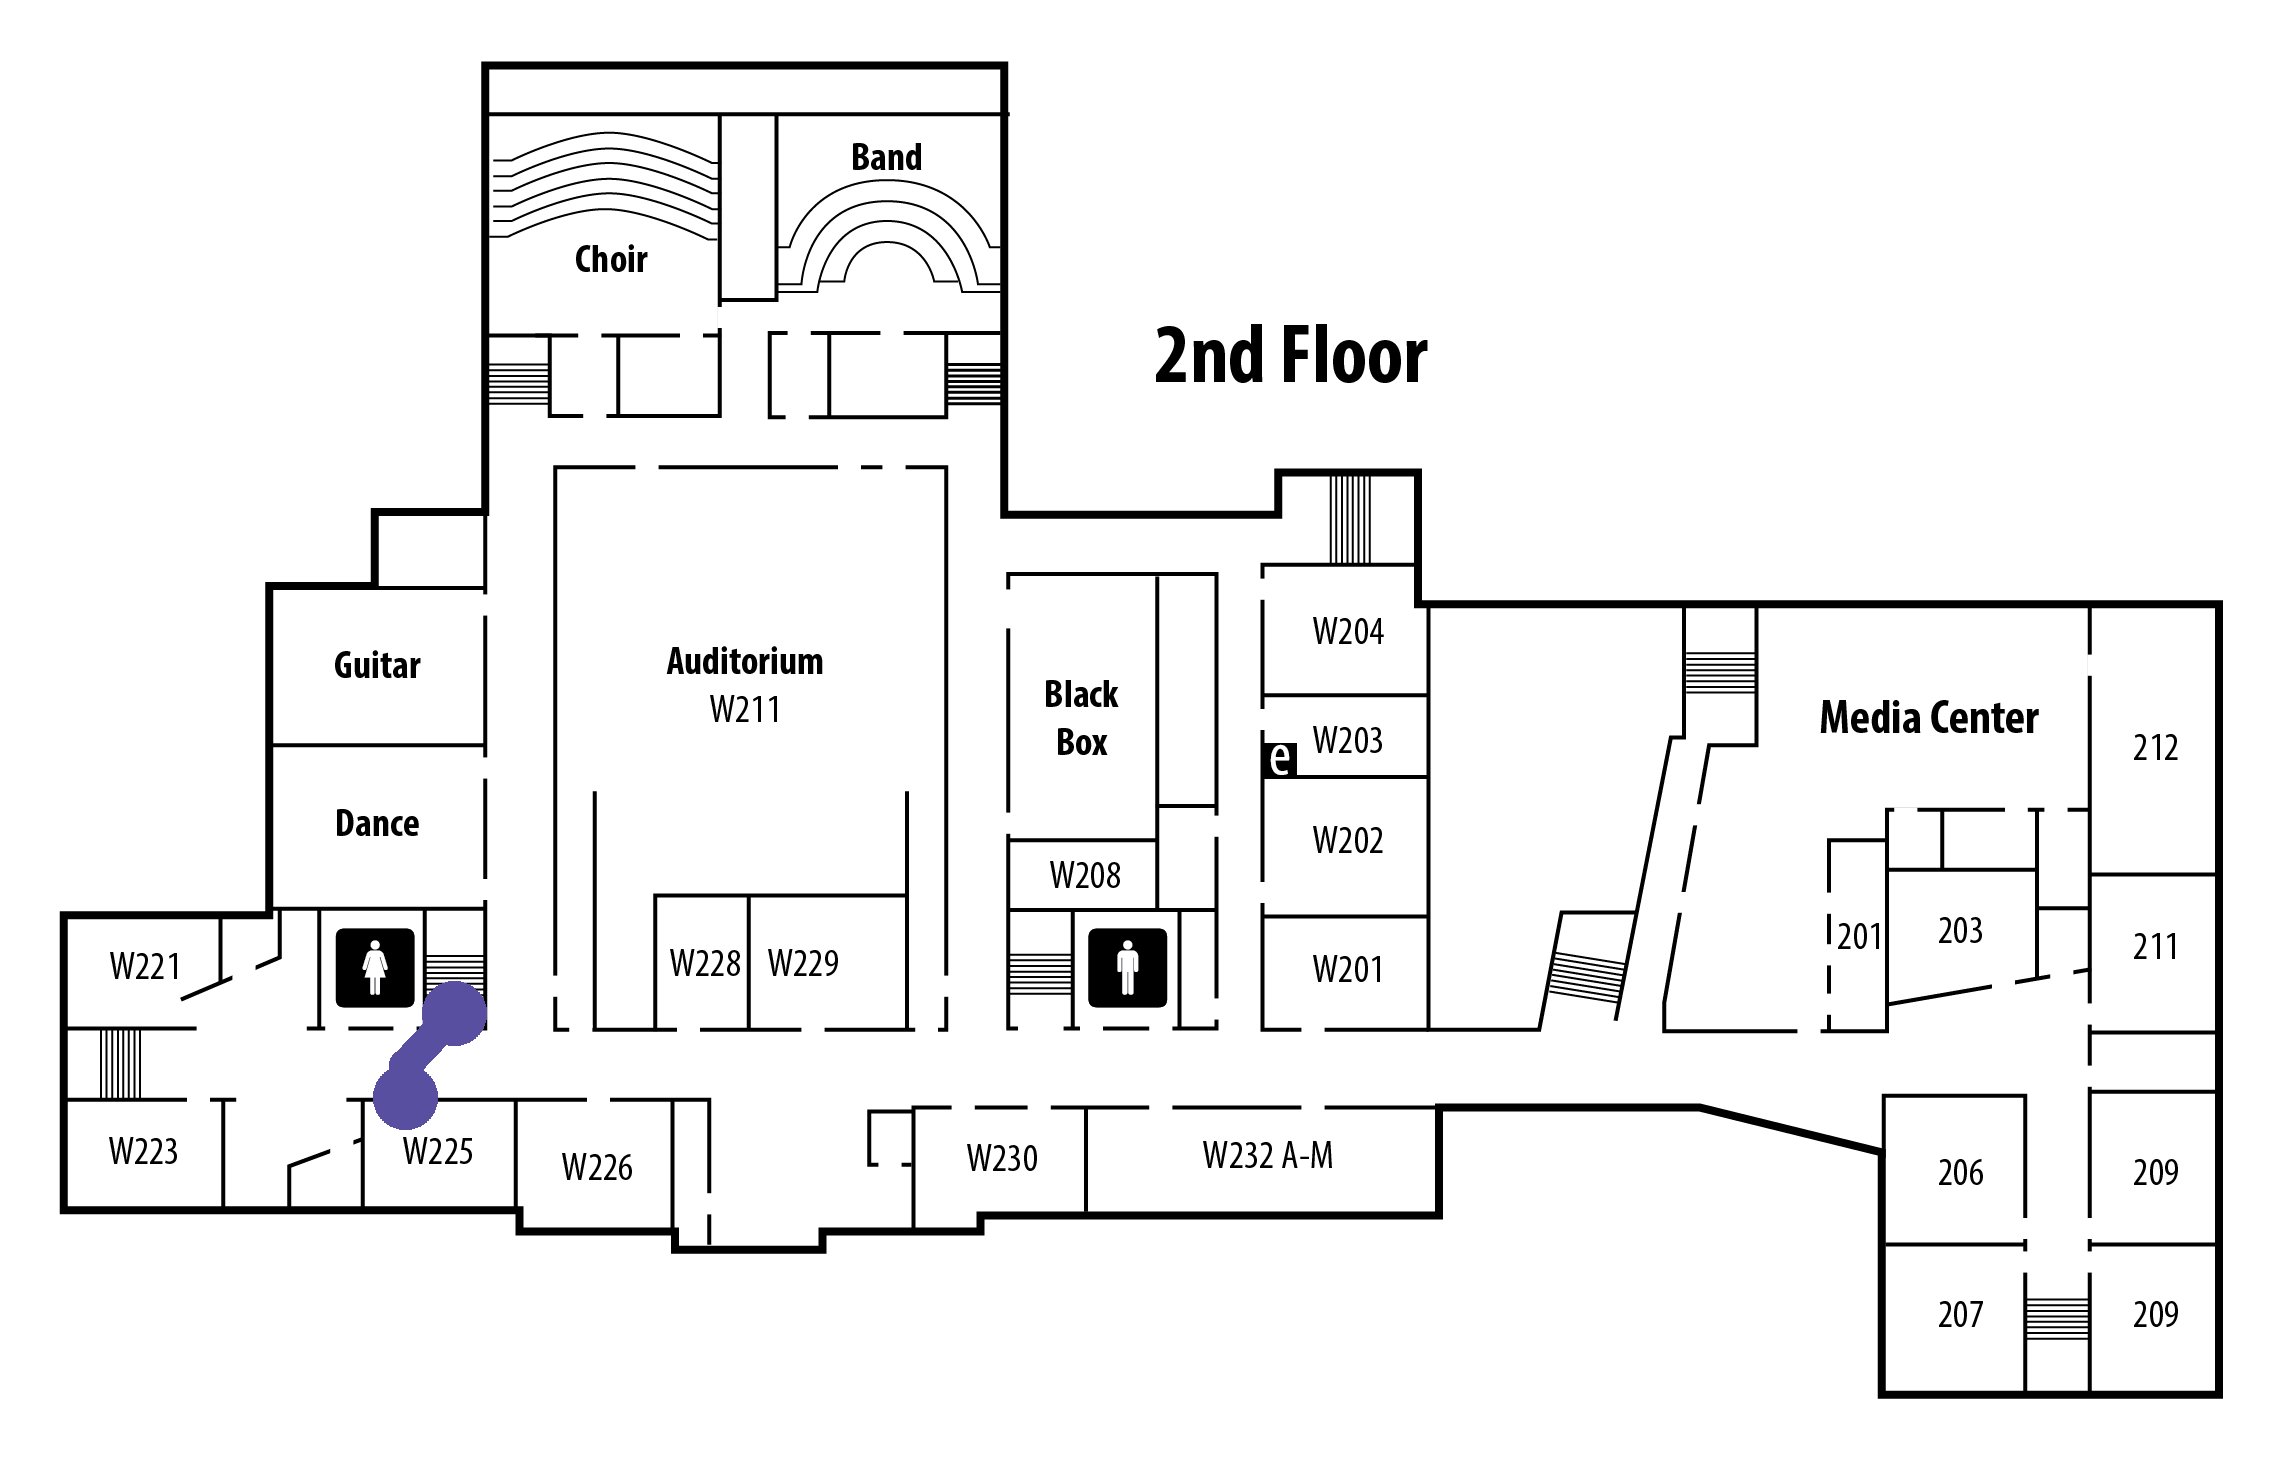 Band
Choir
2nd Floor
W204
Guitar
Auditorium
W211
Black
Box
W203
e
Media Center
212
Dance
W202
W208
W221
W228
W229
W201
201
203
211
W223
W225
W226
W230
W232 A-M
206
209
207
209